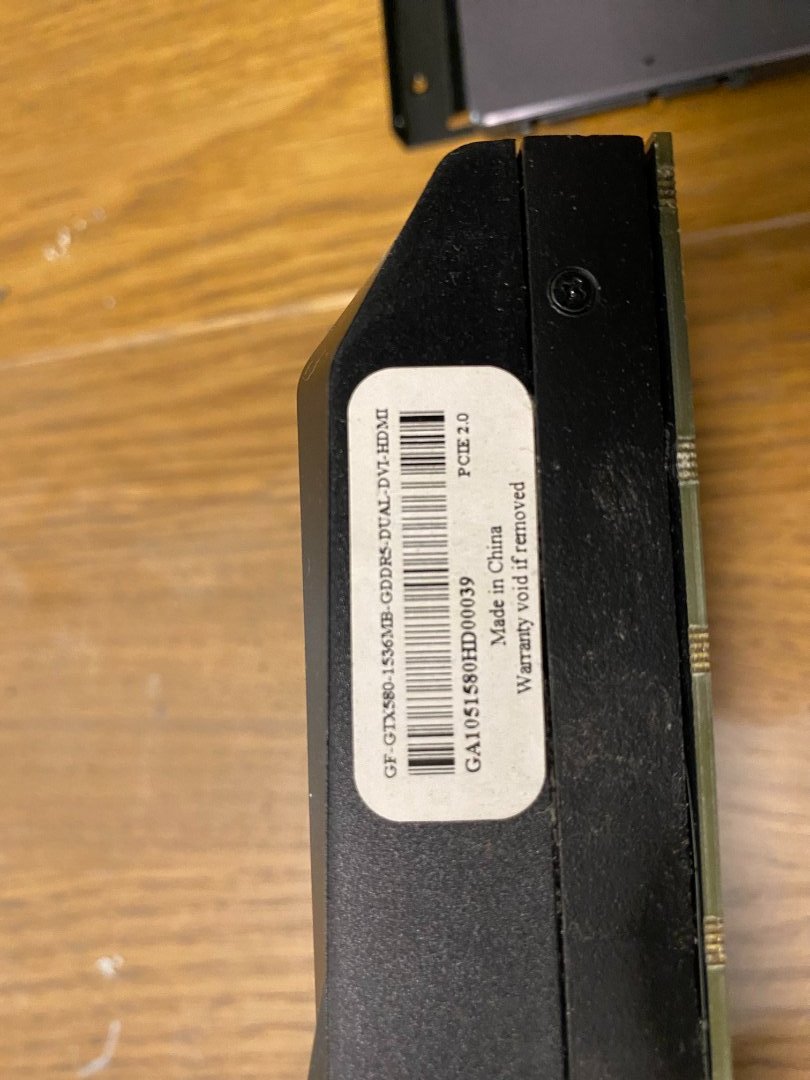 GF-GTX580-1536MB-GDDR5-DUAL-DVI-HDMI
GA1051580HD00039 PCIE 2.0
Made in China
Warranty void if removed